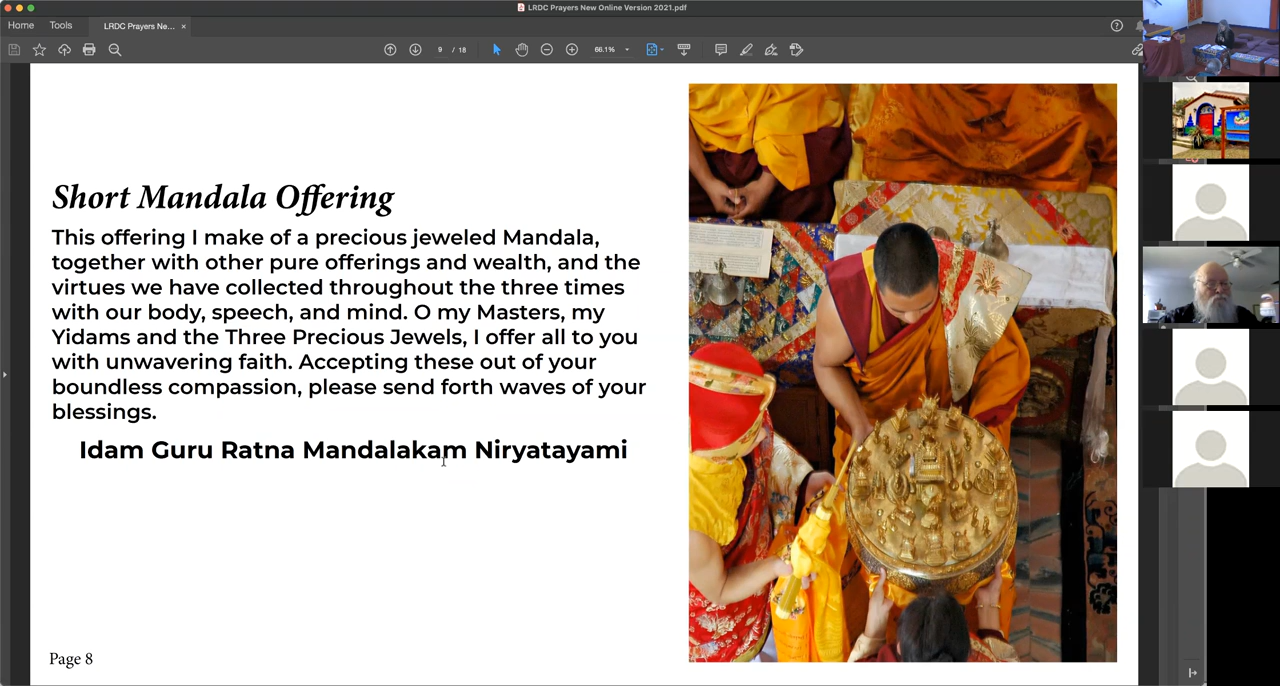 LRDC Prayers New Online Version 2021.pdf
Home Tools LRDC Prayers Ne... ×
9 / 18 66.1%
Short Mandala Offering
This offering I make of a precious jeweled Mandala,
together with other pure offerings and wealth, and the
virtues we have collected throughout the three times
with our body, speech, and mind. O my Masters, my
Yidams and the Three Precious Jewels, I offer all to you
with unwavering faith. Accepting these out of your
boundless compassion, please send forth waves of your
blessings.
Idam Guru Ratna Mandalakam Niryatayami
Page 8